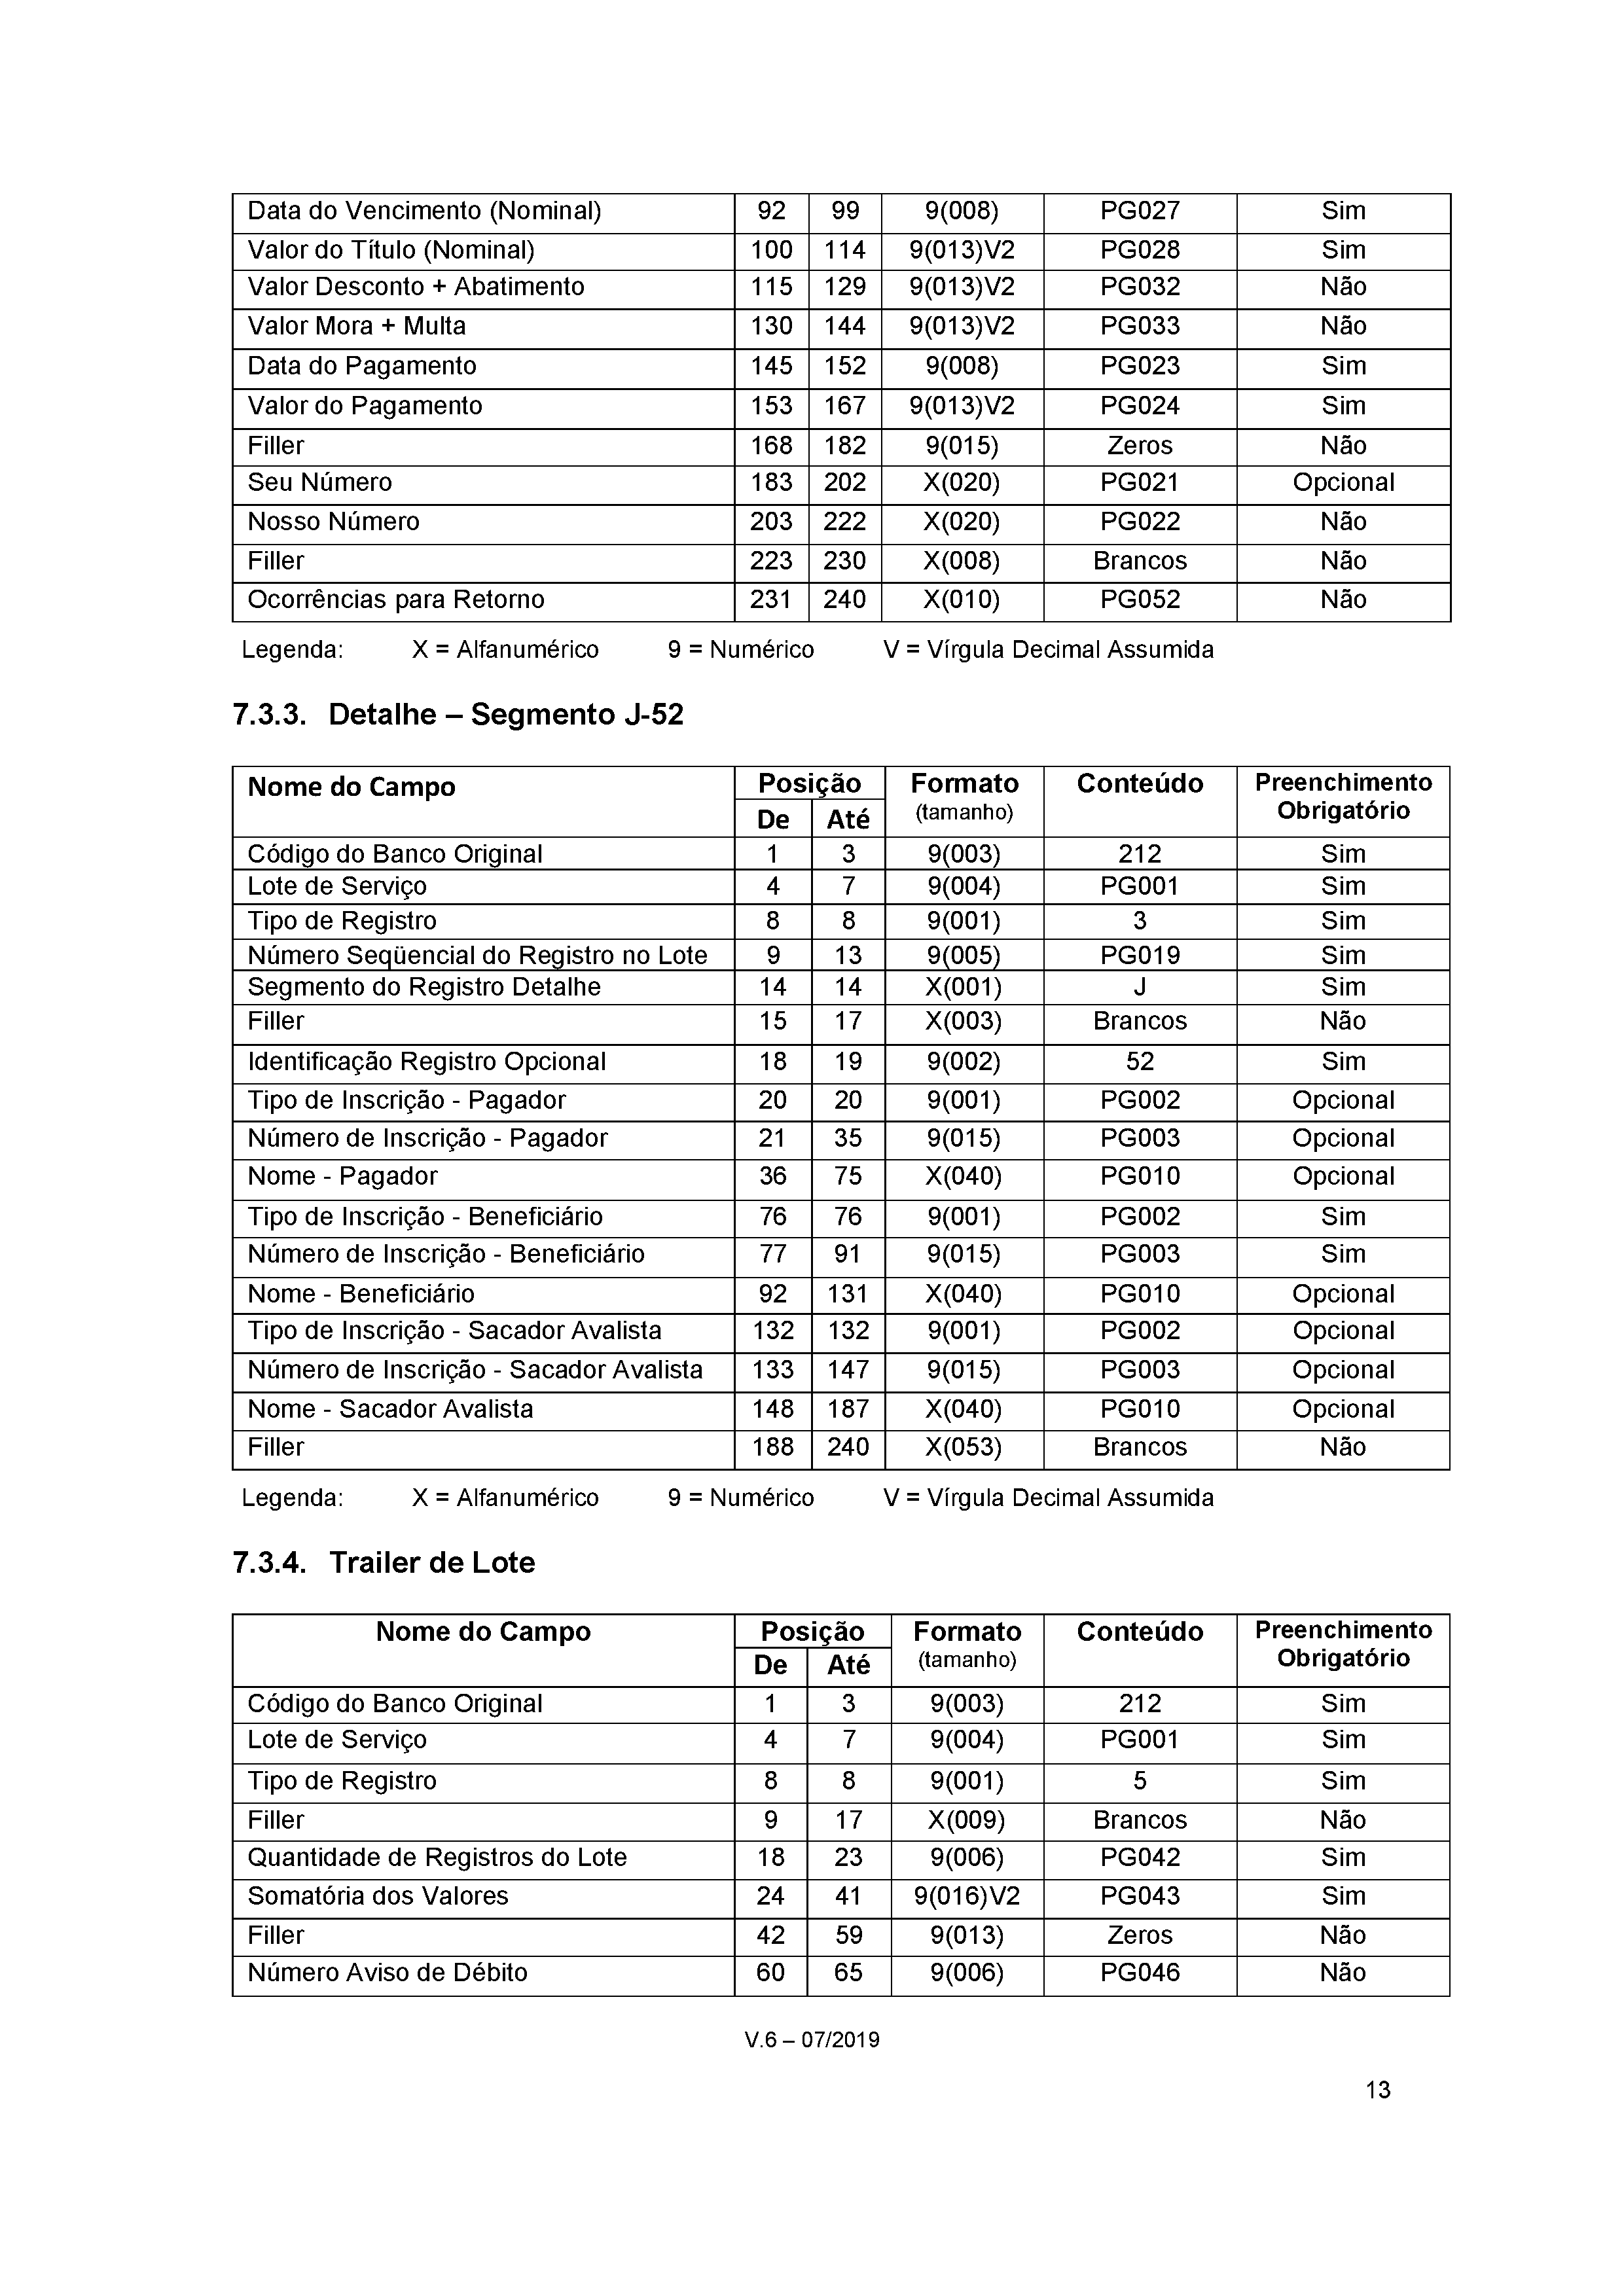 Data do Vencimento (Nominal) 92 99 9(008) PG027 Sim
Valor do Título (Nominal) 100 114 9(013)V2 PG028 Sim
Valor Desconto + Abatimento 115 129 9(013)V2 PG032 Não
Valor Mora + Multa 130 144 9(013)V2 PG033 Não
Data do Pagamento 145 152 9(008) PG023 Sim
Valor do Pagamento 153 167 9(013)V2 PG024 Sim
Filler 168 182 9(015) Zeros Não
Seu Número 183 202 X(020) PG021 Opcional
Nosso Número 203 222 X(020) PG022 Não
Filler 223 230 X(008) Brancos Não
Ocorrências para Retorno 231 240 X(010) PG052 Não
Legenda: X = Alfanumérico 9 = Numérico V = Vírgula Decimal Assumida
7.3.3. Detalhe – Segmento J-52
Nome do Campo Posição Formato Conteúdo Preenchimento
De Até (tamanho) Obrigatório
Código do Banco Original 1 3 9(003) 212 Sim
Lote de Serviço 4 7 9(004) PG001 Sim
Tipo de Registro 8 8 9(001) 3 Sim
Número Seqüencial do Registro no Lote 9 13 9(005) PG019 Sim
Segmento do Registro Detalhe 14 14 X(001) J Sim
Filler 15 17 X(003) Brancos Não
Identificação Registro Opcional 18 19 9(002) 52 Sim
Tipo de Inscrição - Pagador 20 20 9(001) PG002 Opcional
Número de Inscrição - Pagador 21 35 9(015) PG003 Opcional
Nome - Pagador 36 75 X(040) PG010 Opcional
Tipo de Inscrição - Beneficiário 76 76 9(001) PG002 Sim
Número de Inscrição - Beneficiário 77 91 9(015) PG003 Sim
Nome - Beneficiário 92 131 X(040) PG010 Opcional
Tipo de Inscrição - Sacador Avalista 132 132 9(001) PG002 Opcional
Número de Inscrição - Sacador Avalista 133 147 9(015) PG003 Opcional
Nome - Sacador Avalista 148 187 X(040) PG010 Opcional
Filler 188 240 X(053) Brancos Não
Legenda: X = Alfanumérico 9 = Numérico V = Vírgula Decimal Assumida
7.3.4. Trailer de Lote
Nome do Campo Posição Formato Conteúdo Preenchimento
De Até (tamanho) Obrigatório
Código do Banco Original 1 3 9(003) 212 Sim
Lote de Serviço 4 7 9(004) PG001 Sim
Tipo de Registro 8 8 9(001) 5 Sim
Filler 9 17 X(009) Brancos Não
Quantidade de Registros do Lote 18 23 9(006) PG042 Sim
Somatória dos Valores 24 41 9(016)V2 PG043 Sim
Filler 42 59 9(013) Zeros Não
Número Aviso de Débito 60 65 9(006) PG046 Não
V.6 – 07/2019
13